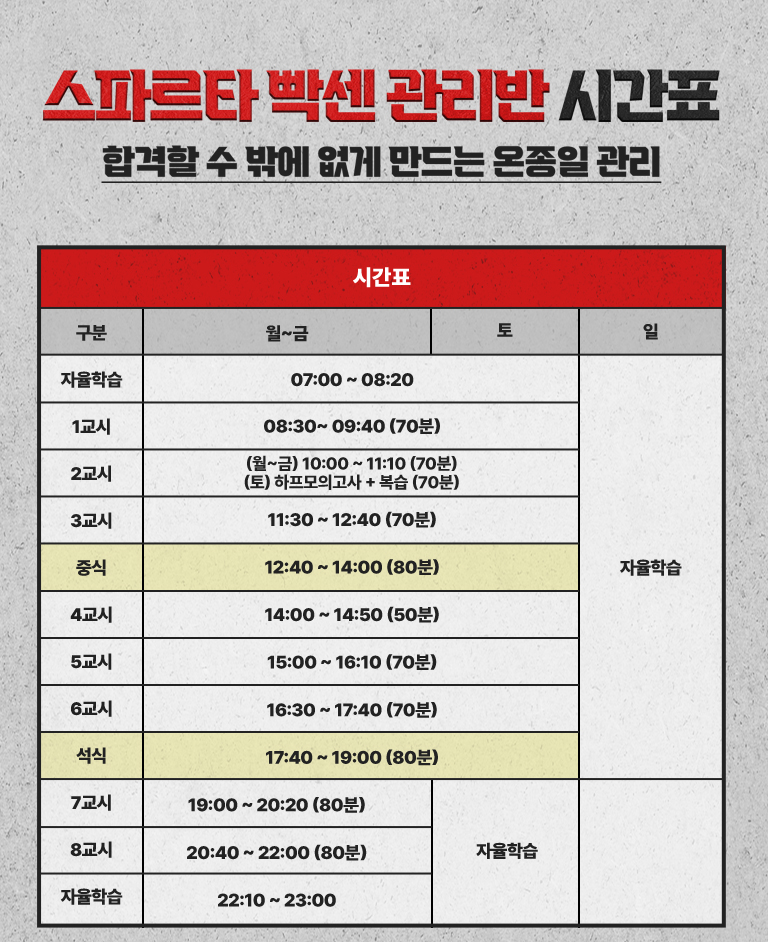 스파르타 빡센 관리반 시간표
합격할 수 밖에 없게 만드는 온종일 관리
시간표
구분 월~금 토 일
자율학습 07:00 ~ 08:20
1교시 08:30~ 09:40 (70분)
2교시 (월~금) 10:00 ~ 11:10 (70분)
(토) 하프모의고사 + 복습 (70분)
3교시 11:30 ~ 12:40 (70분)
중식 12:40 ~ 14:00 (80분) 자율학습
4교시 14:00 ~ 14:50 (50분)
5교시 15:00 ~ 16:10 (70분)
6교시 16:30 ~ 17:40 (70분)
석식 17:40 ~ 19:00 (80분)
7교시 19:00 ~ 20:20 (80분)
8교시 20:40 ~ 22:00 (80분) 자율학습
자율학습 22:10 ~ 23:00